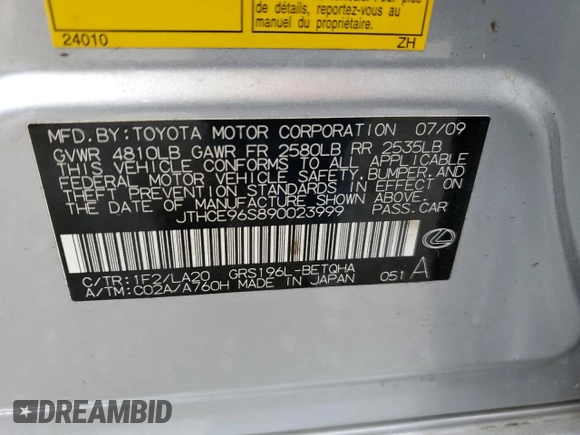 de détails, reportez-vous au
manuel du propriétaire.
24010 ZH
MFD. BY: TOYOTA MOTOR CORPORATION 07/09
GVWR 4810LB GAWR FR 2580LB RR 2535LB
THIS VEHICLE CONFORMS TO ALL APPLICABLE
FEDERAL MOTOR VEHICLE SAFETY, BUMPER, AND
THEFT PREVENTION STANDARDS IN EFFECT ON
THE DATE OF MANUFACTURE SHOWN ABOVE.
JTHCE96S890023999 PASS. CAR
C/TR: 1F2/LA20 GRS196L-BETQHA
A/TM: C02A/A760H MADE IN JAPAN 051 A
DREAMBID